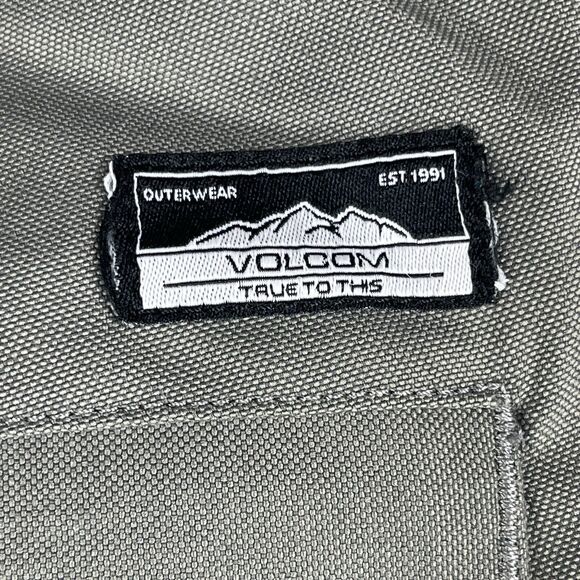 OUTERWEAR EST. 1991
VOLCOM
TRUE TO THIS